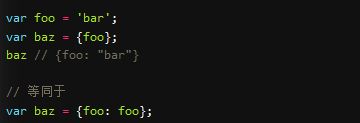 var foo = 'bar';
var baz = {foo};
baz // {foo: "bar"}
// 等同于
var baz = {foo: foo};